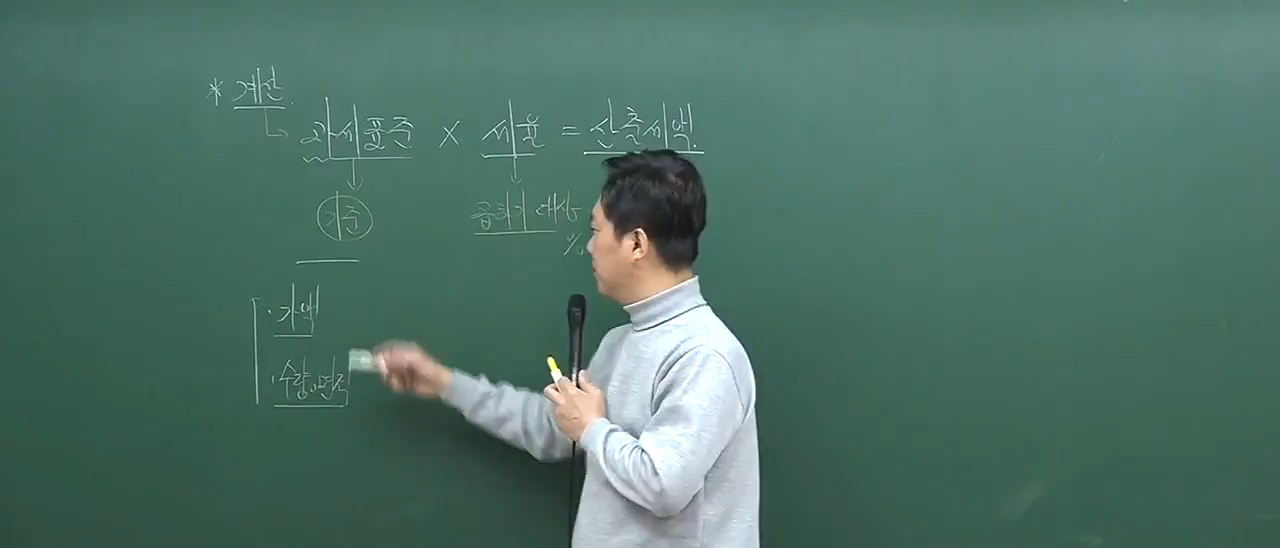 * 계산.
과세표준 × 세율 = 산출세액.
기준
곱하기 대상
%
· 가액
· 수량, 면적